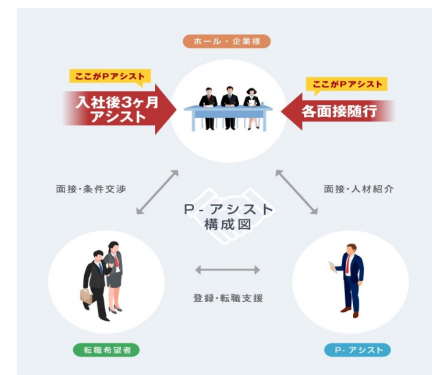 ホール・企業様
ここがPアシスト
入社後3ヶ月
アシスト
ここがPアシスト
各面接随行
面接・条件交渉
面接・人材紹介
P-アシスト
構成図
登録・転職支援
転職希望者
P-アシスト